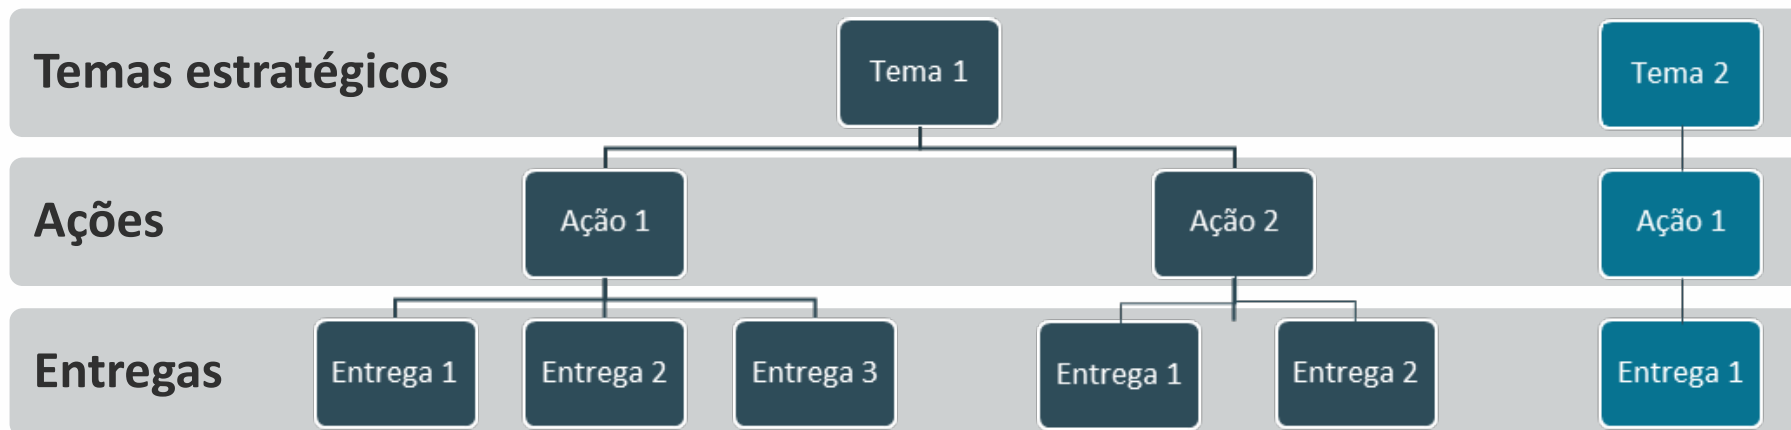 Temas estratégicos
Tema 1
Tema 2
Ações
Ação 1
Ação 2
Ação 1
Entregas
Entrega 1
Entrega 2
Entrega 3
Entrega 1
Entrega 2
Entrega 1